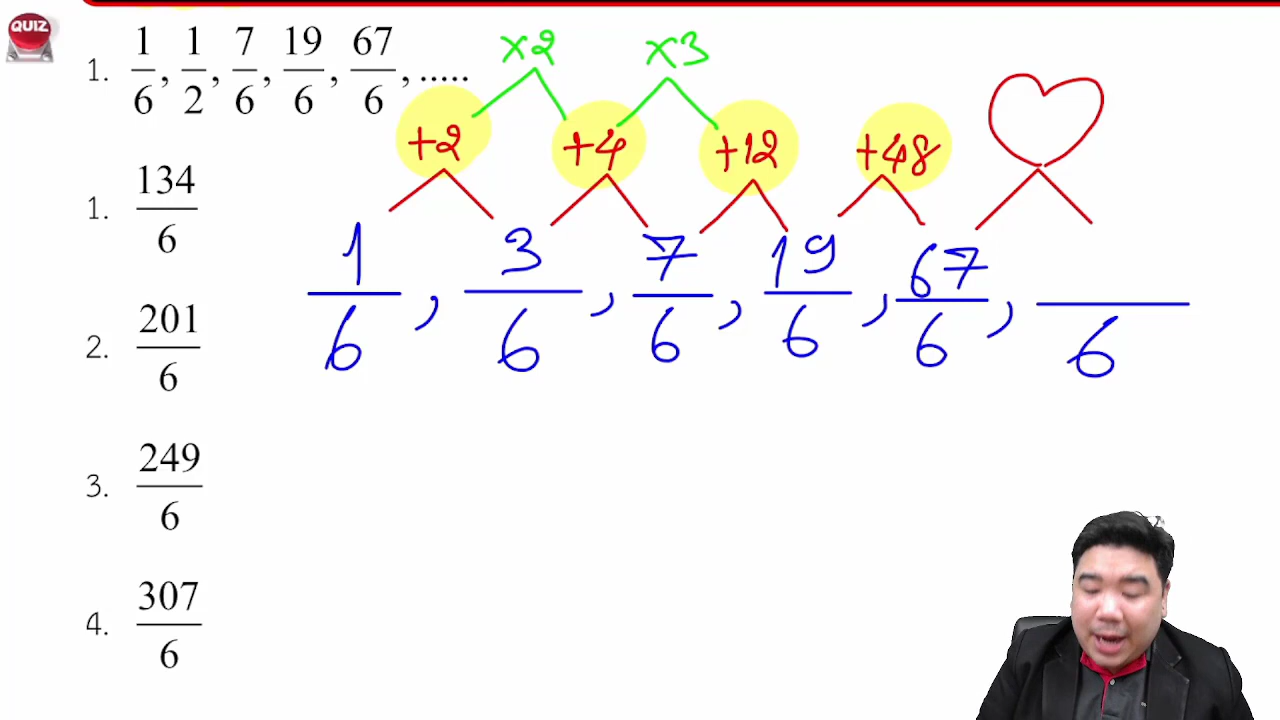 QUIZ
1. 1/6, 1/2, 7/6, 19/6, 67/6, .....
×2 ×3
+2 +4 +12 +48
1/6, 3/6, 7/6, 19/6, 67/6, /6
1. 134/6
2. 201/6
3. 249/6
4. 307/6